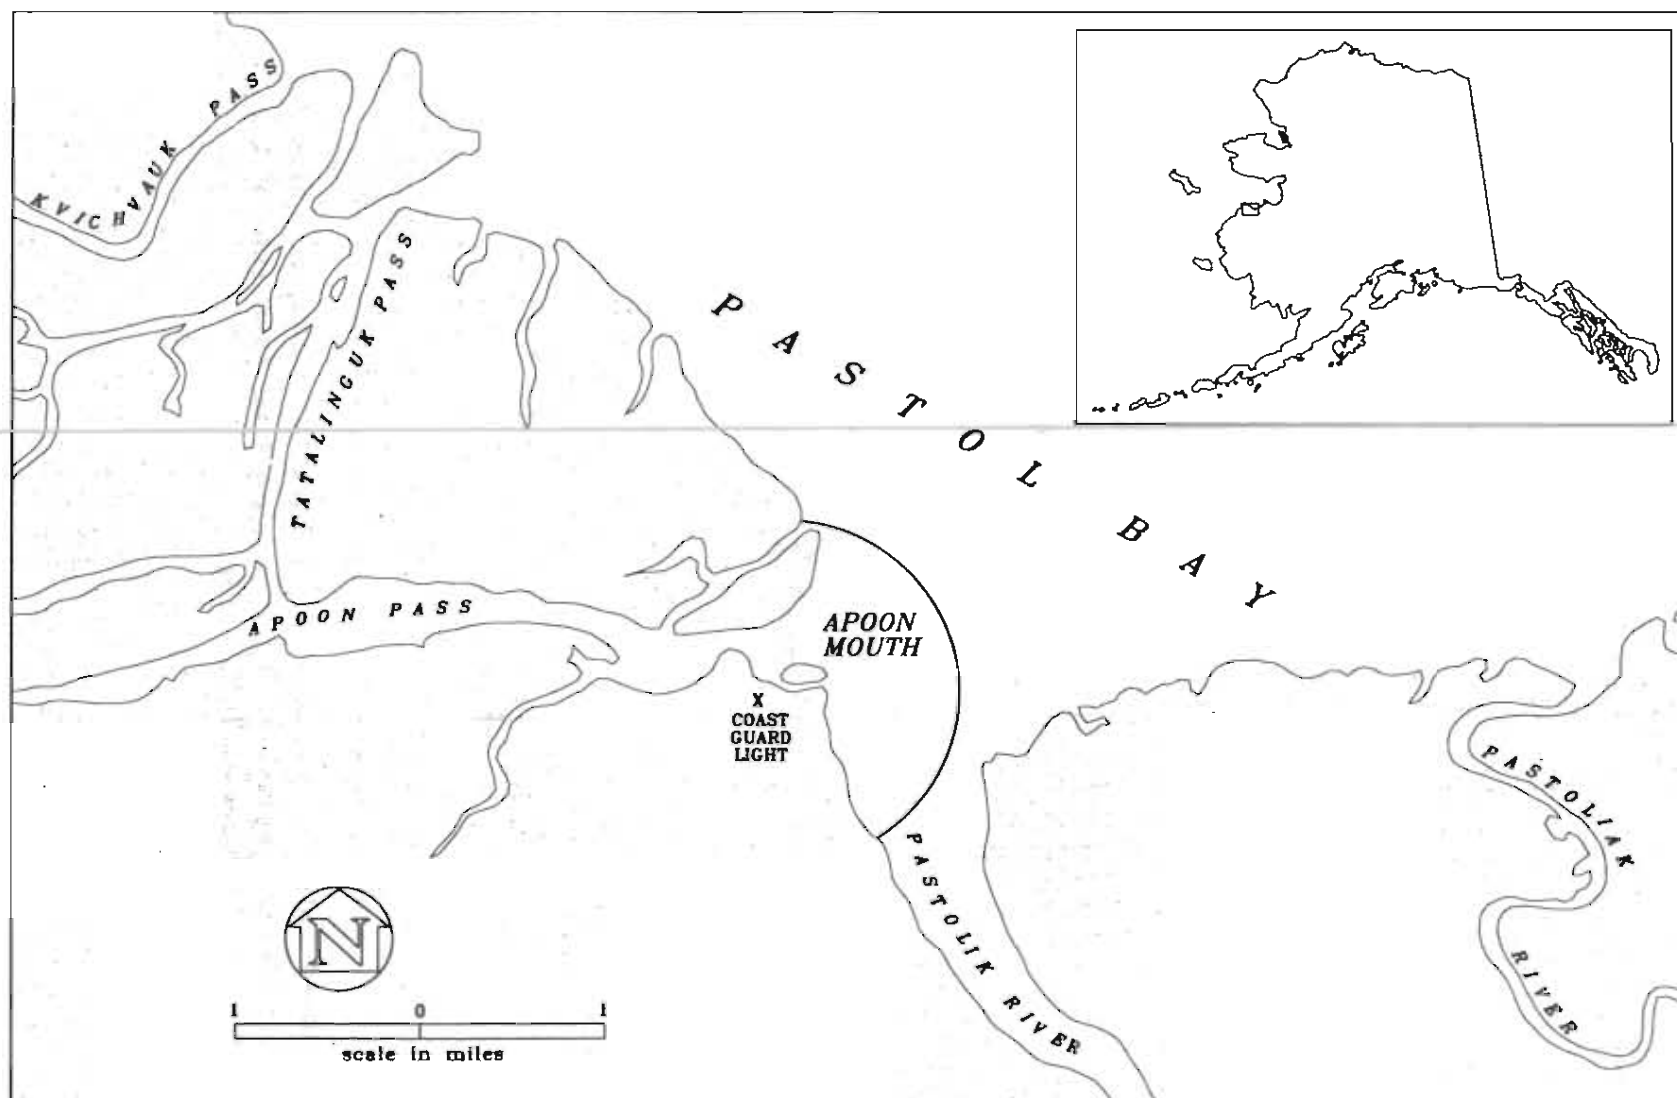 KVICHVAUK PASS
TATALINGUK PASS
PASTOL BAY
APOON PASS
APOON
MOUTH
X
COAST
GUARD
LIGHT
PASTOLIAK RIVER
PASTOLIK RIVER
N
1 0 1
scale in miles